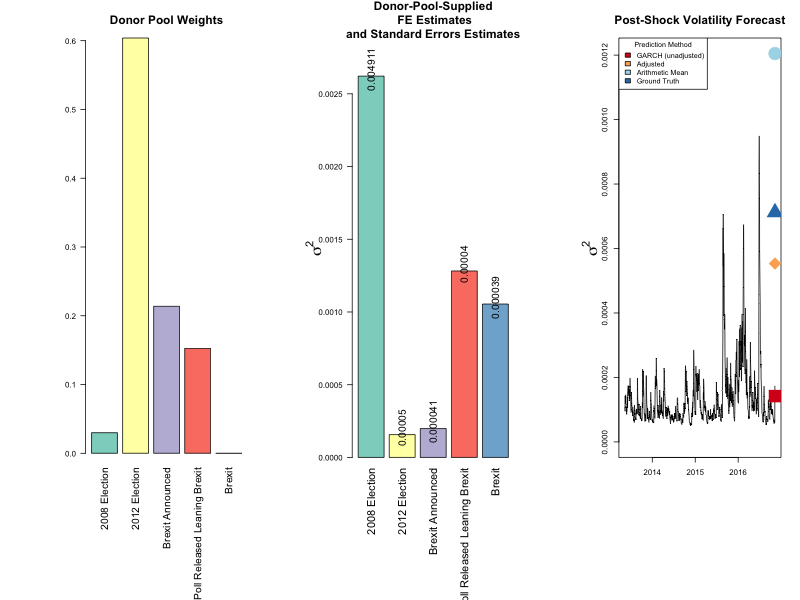 Donor Pool Weights
0.6
0.5
0.4
0.3
0.2
0.1
0.0
2008 Election
2012 Election
Brexit Announced
Poll Released Leaning Brexit
Brexit
Donor-Pool-Supplied
FE Estimates
and Standard Errors Estimates
σ2
0.0025
0.0020
0.0015
0.0010
0.0005
0.0000
0.004911
0.00005
0.000041
0.00004
0.000039
2008 Election
2012 Election
Brexit Announced
oll Released Leaning Brexit
Brexit
Post-Shock Volatility Forecast
σ2
0.0012
0.0010
0.0008
0.0006
0.0004
0.0002
0.0000
Prediction Method
GARCH (unadjusted)
Adjusted
Arithmetic Mean
Ground Truth
2014
2015
2016